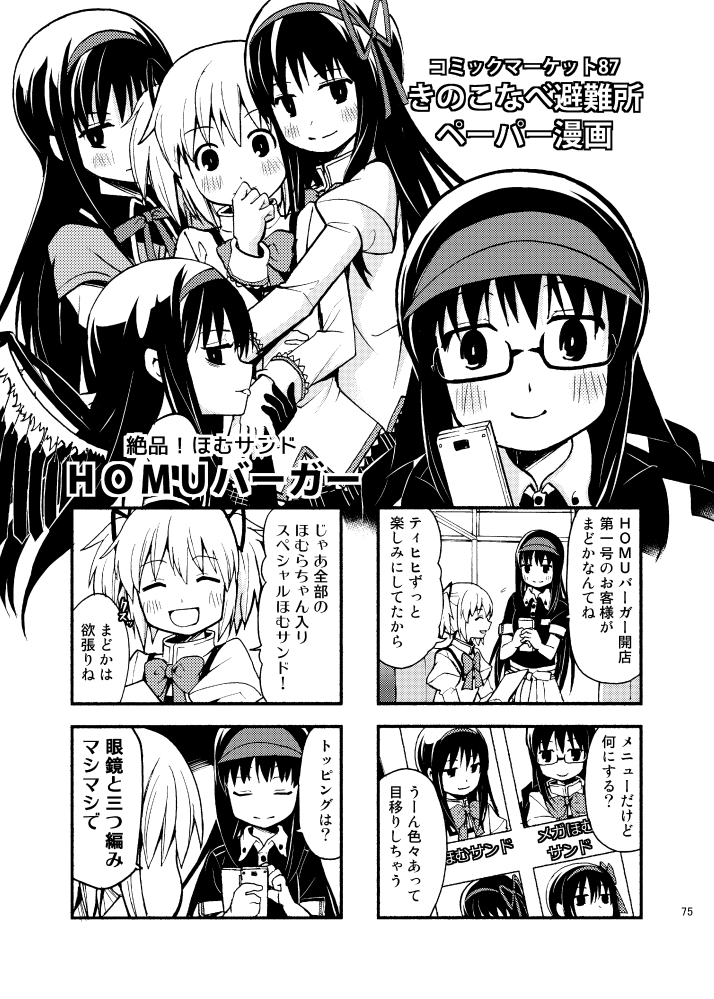 コミックマーケット87
きのこなべ避難所
ペーパー漫画
絶品！ほむサンド
HOMUバーガー
HOMUバーガー開店
第一号のお客様が
まどかなんてね
ティヒヒずっと
楽しみにしてたから
メニューだけど
何にする？
うーん色々あって
目移りしちゃう
ほむサンド
メガほむ
サンド
じゃあ全部の
ほむらちゃん入り
スペシャルほむサンド！
まどかは
欲張りね
トッピングは？
眼鏡と三つ編み
マシマシで
75